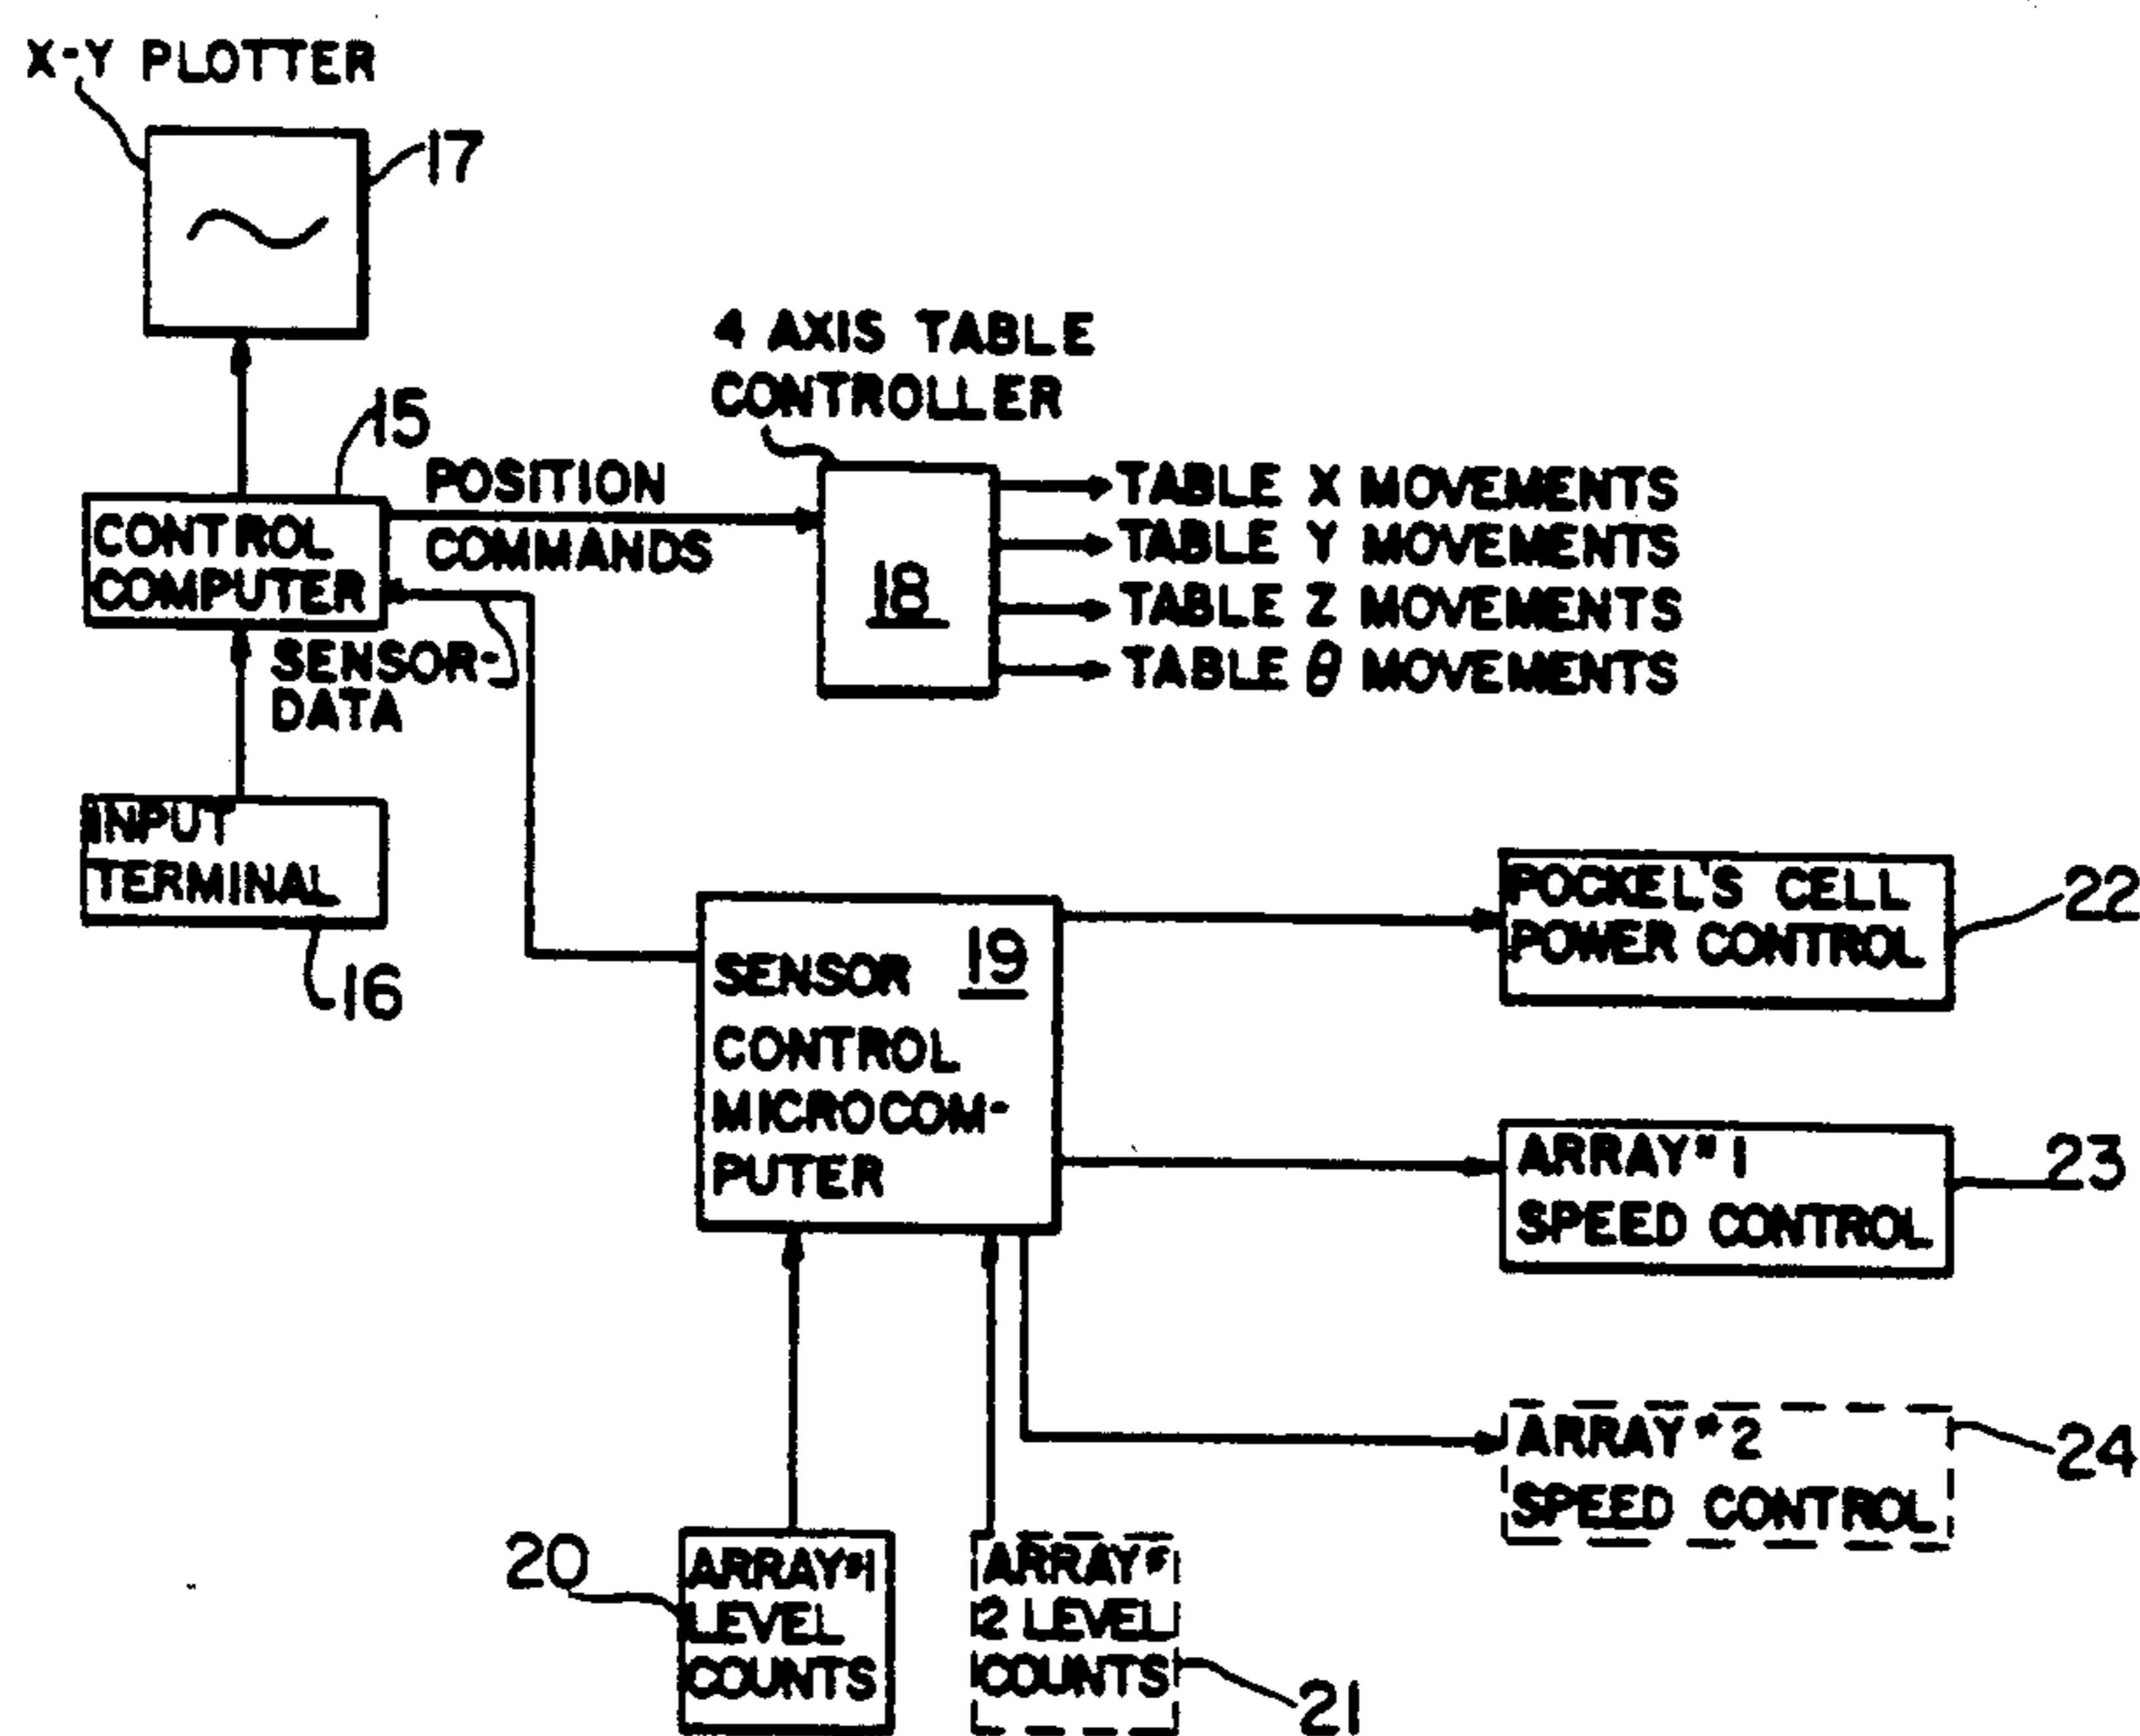 X-Y PLOTTER
17
15
CONTROL
COMPUTER
POSITION
COMMANDS
4 AXIS TABLE
CONTROLLER
18
TABLE X MOVEMENTS
TABLE Y MOVEMENTS
TABLE Z MOVEMENTS
TABLE θ MOVEMENTS
SENSOR-
DATA
INPUT
TERMINAL
16
SENSOR 19
CONTROL
MICROCOM-
PUTER
POCKEL'S CELL
POWER CONTROL
22
ARRAY #1
SPEED CONTROL
23
ARRAY #2
SPEED CONTROL
24
20
ARRAY #1
LEVEL
COUNTS
ARRAY #
2 LEVEL
COUNTS
21